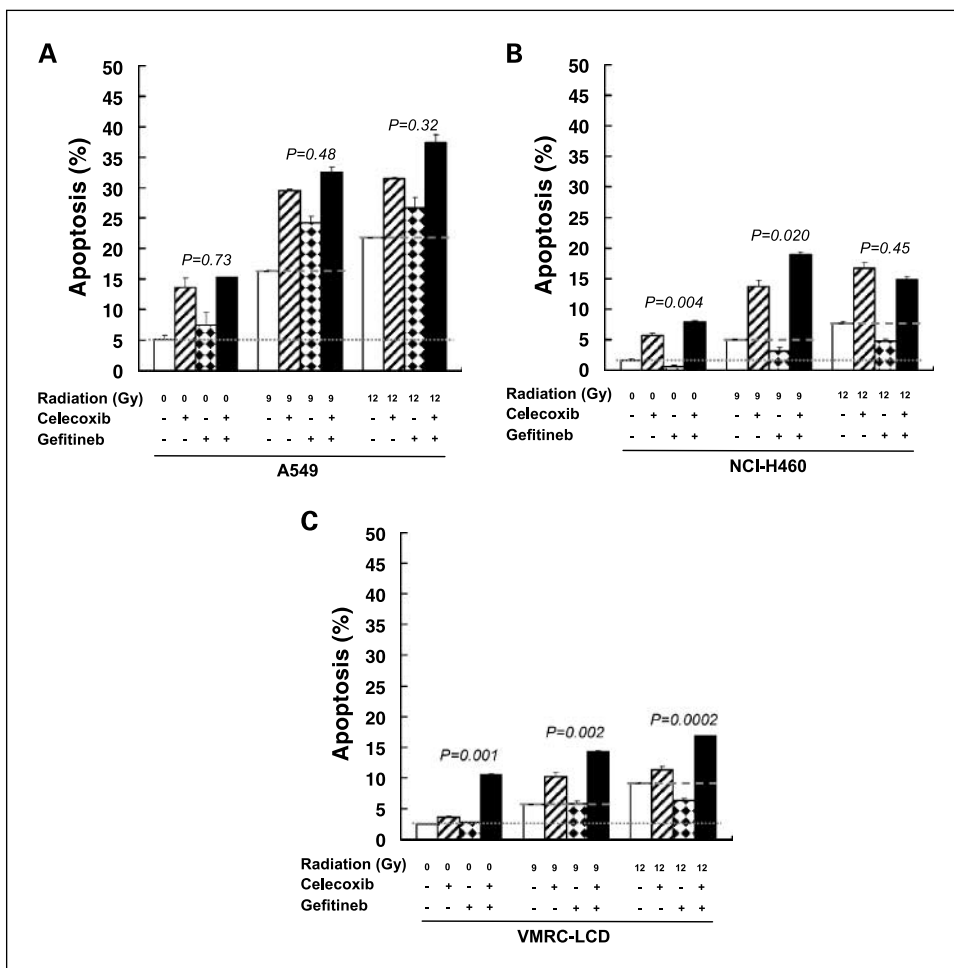 A
Apoptosis (%)
50
45
40
35
30
25
20
15
10
5
0
P=0.73
P=0.48
P=0.32
Radiation (Gy) 0 0 0 0 9 9 9 9 12 12 12 12
Celecoxib - + - + - + - + - + - +
Gefitineb - - + + - - + + - - + +
A549
B
Apoptosis (%)
50
45
40
35
30
25
20
15
10
5
0
P=0.004
P=0.020
P=0.45
Radiation (Gy) 0 0 0 0 9 9 9 9 12 12 12 12
Celecoxib - + - + - + - + - + - +
Gefitineb - - + + - - + + - - + +
NCI-H460
C
Apoptosis (%)
50
45
40
35
30
25
20
15
10
5
0
P=0.001
P=0.002
P=0.0002
Radiation (Gy) 0 0 0 0 9 9 9 9 12 12 12 12
Celecoxib - + - + - + - + - + - +
Gefitineb - - + + - - + + - - + +
VMRC-LCD